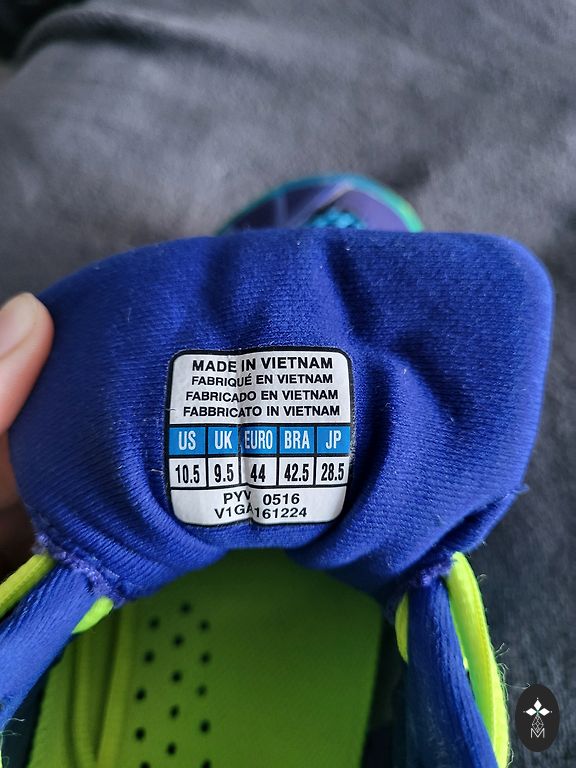 MADE IN VIETNAM
FABRIQUÉ EN VIETNAM
FABRICADO EN VIETNAM
FABBRICATO IN VIETNAM
US UK EURO BRA JP
10.5 9.5 44 42.5 28.5
PYV 0516
V1GA161224
M